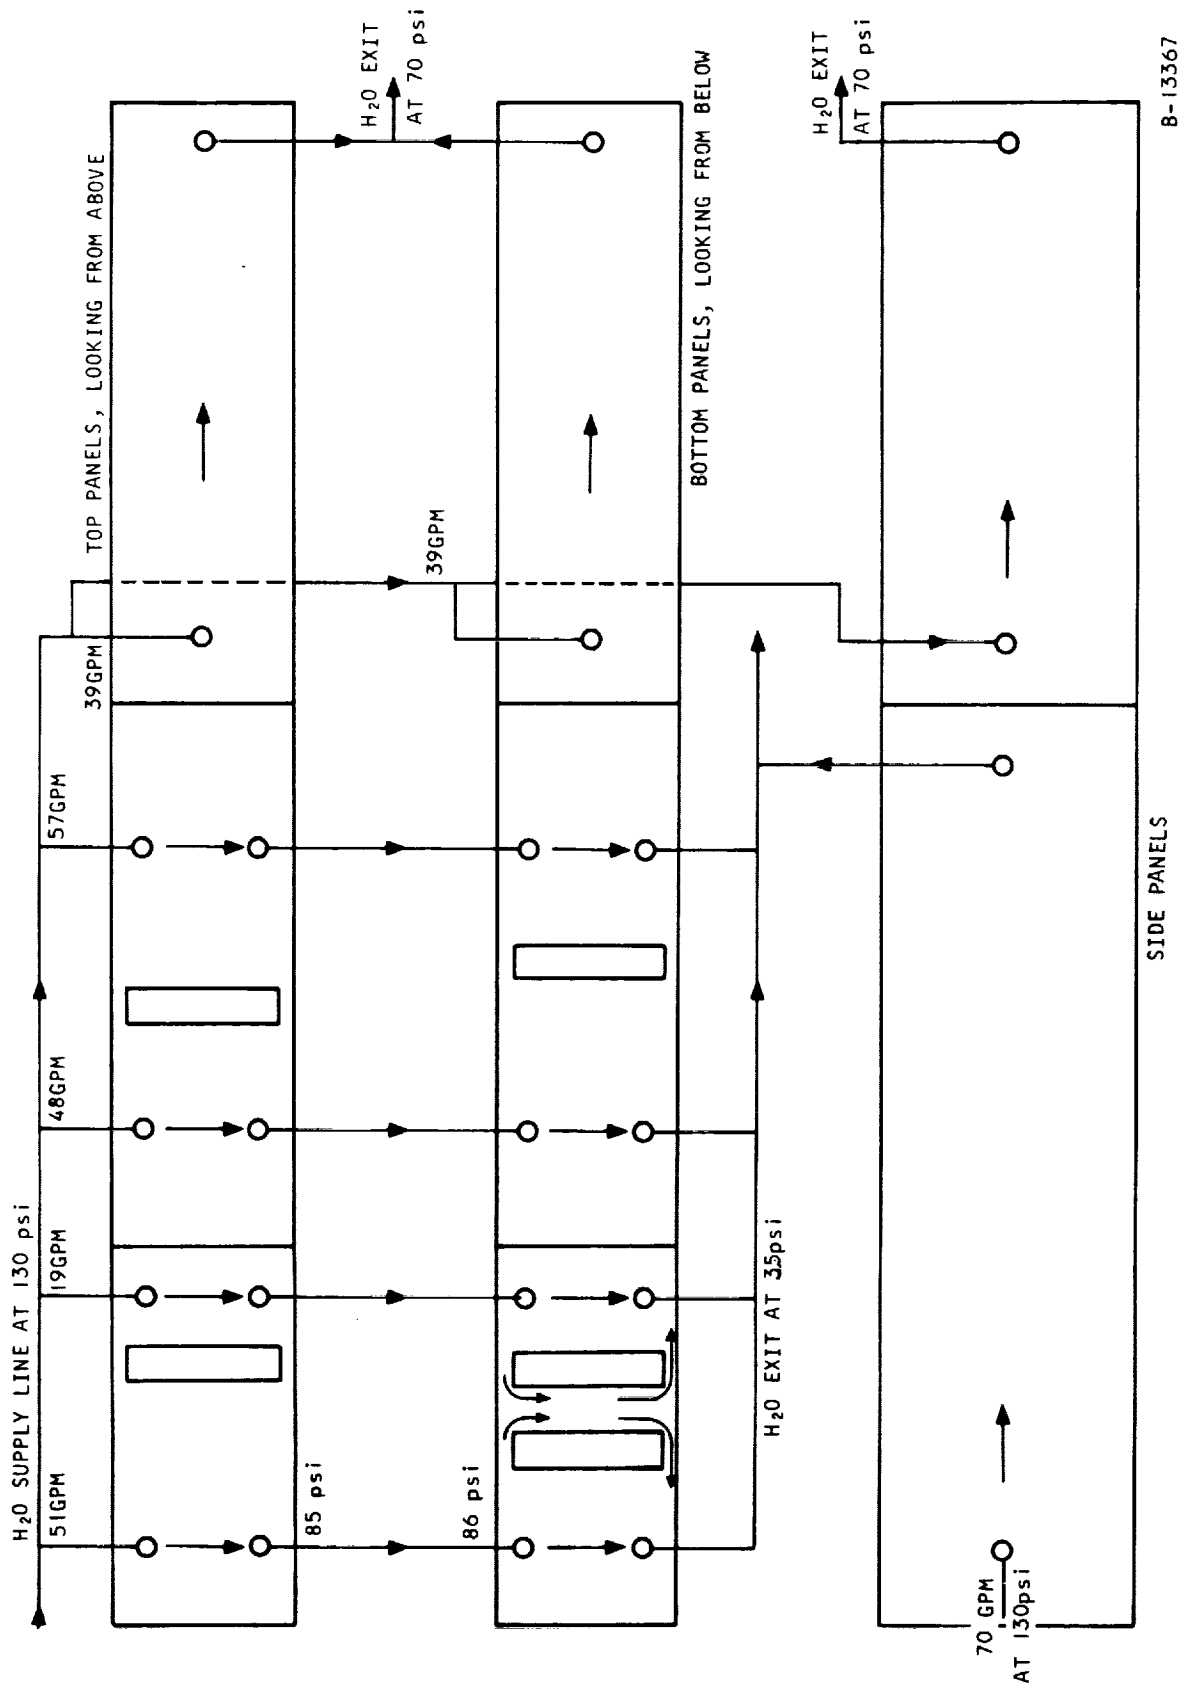 H₂O SUPPLY LINE AT 130 psi
51GPM
19GPM
48GPM
57GPM
39GPM
TOP PANELS, LOOKING FROM ABOVE
H₂O EXIT
AT 70 psi
85 psi
86 psi
39GPM
BOTTOM PANELS, LOOKING FROM BELOW
H₂O EXIT AT 35psi
H₂O EXIT
AT 70 psi
70 GPM
AT 130psi
SIDE PANELS
B-13367